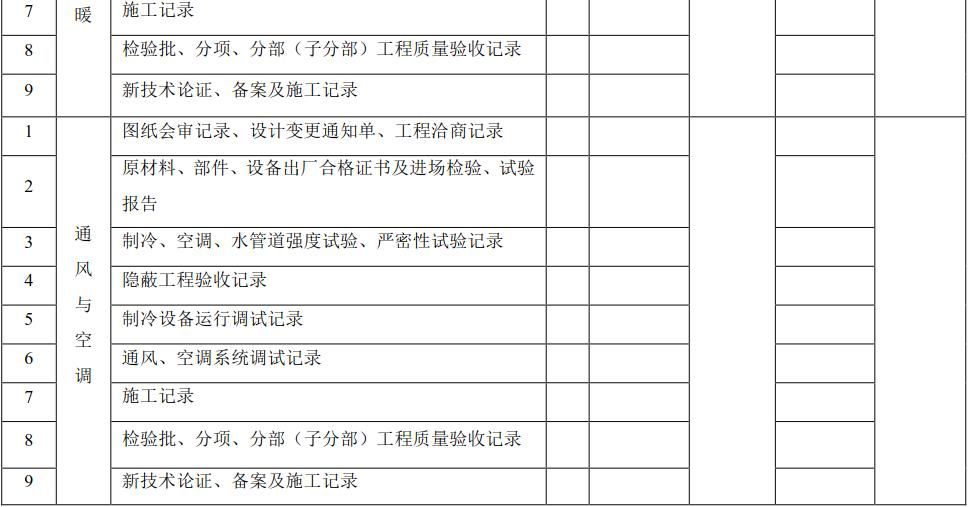 7 暖 施工记录
8 检验批、分项、分部（子分部）工程质量验收记录
9 新技术论证、备案及施工记录
1 图纸会审记录、设计变更通知单、工程洽商记录
2 原材料、部件、设备出厂合格证书及进场检验、试验
报告
通风与空调
3 制冷、空调、水管道强度试验、严密性试验记录
4 隐蔽工程验收记录
5 制冷设备运行调试记录
6 通风、空调系统调试记录
7 施工记录
8 检验批、分项、分部（子分部）工程质量验收记录
9 新技术论证、备案及施工记录